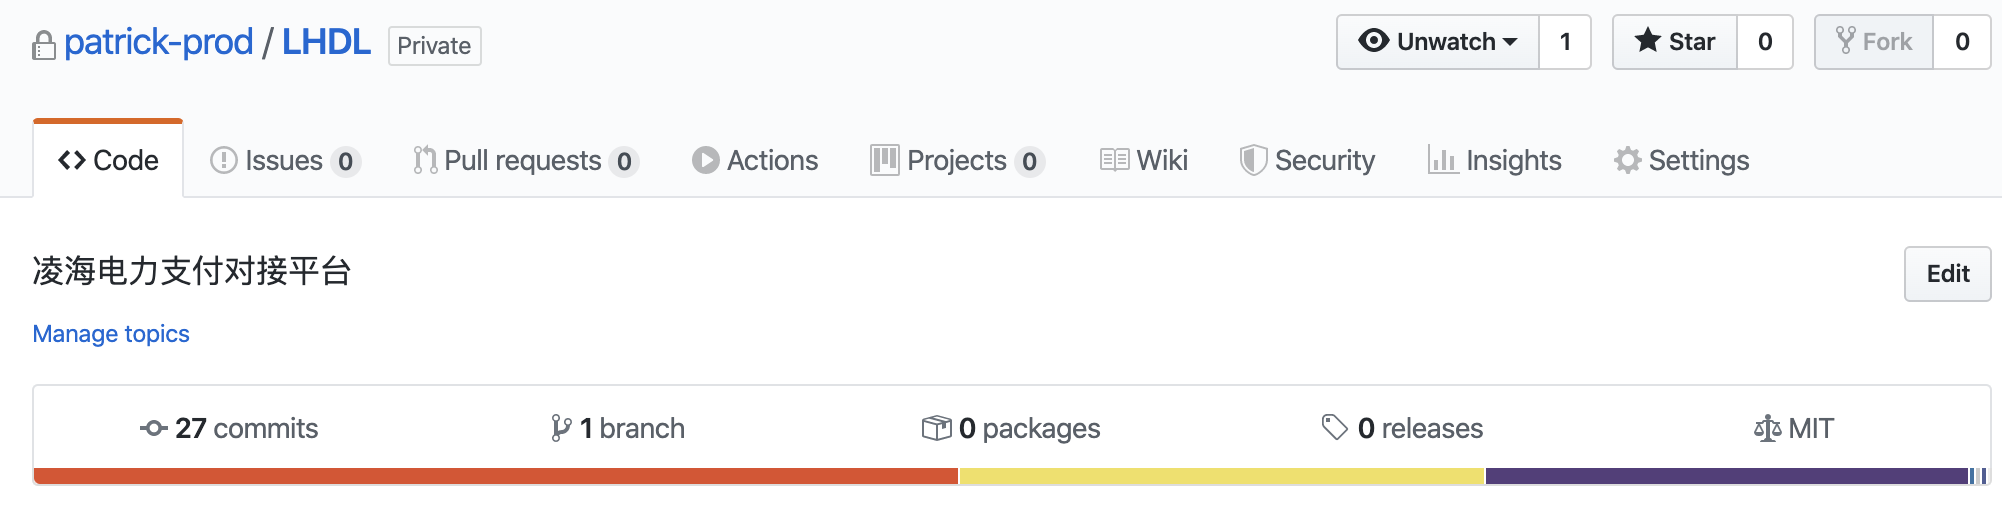 patrick-prod / LHDL Private Unwatch 1 Star 0 Fork 0
Code Issues 0 Pull requests 0 Actions Projects 0 Wiki Security Insights Settings
凌海电力支付对接平台 Edit
Manage topics
27 commits 1 branch 0 packages 0 releases MIT